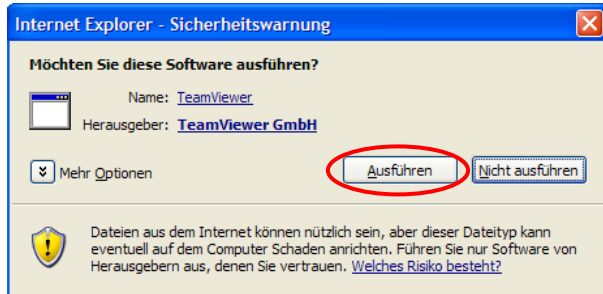 Internet Explorer - Sicherheitswarnung
Möchten Sie diese Software ausführen?
Name: TeamViewer
Herausgeber: TeamViewer GmbH
Mehr Optionen
Ausführen
Nicht ausführen
Dateien aus dem Internet können nützlich sein, aber dieser Dateityp kann
eventuell auf dem Computer Schaden anrichten. Führen Sie nur Software von
Herausgebern aus, denen Sie vertrauen. Welches Risiko besteht?